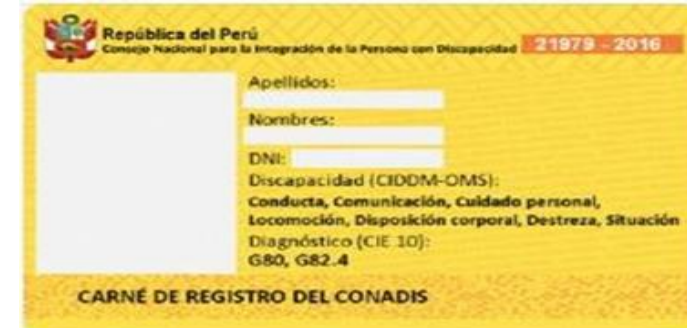 República del Perú
Consejo Nacional para la Integración de la Persona con Discapacidad 21979 - 2016
Apellidos:
Nombres:
DNI:
Discapacidad (CIDDM-OMS):
Conducta, Comunicación, Cuidado personal,
Locomoción, Disposición corporal, Destreza, Situación
Diagnóstico (CIE 10):
G80, G82.4
CARNÉ DE REGISTRO DEL CONADIS